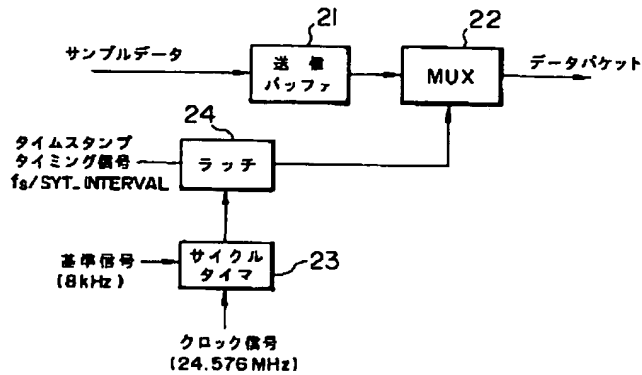 21
22
サンプルデータ
送信
バッファ
MUX
データパケット
24
タイムスタンプ
タイミング信号
fs/SYT_INTERVAL
ラッチ
基準信号
(8kHz)
サイクル
タイマ
23
クロック信号
(24.576MHz)